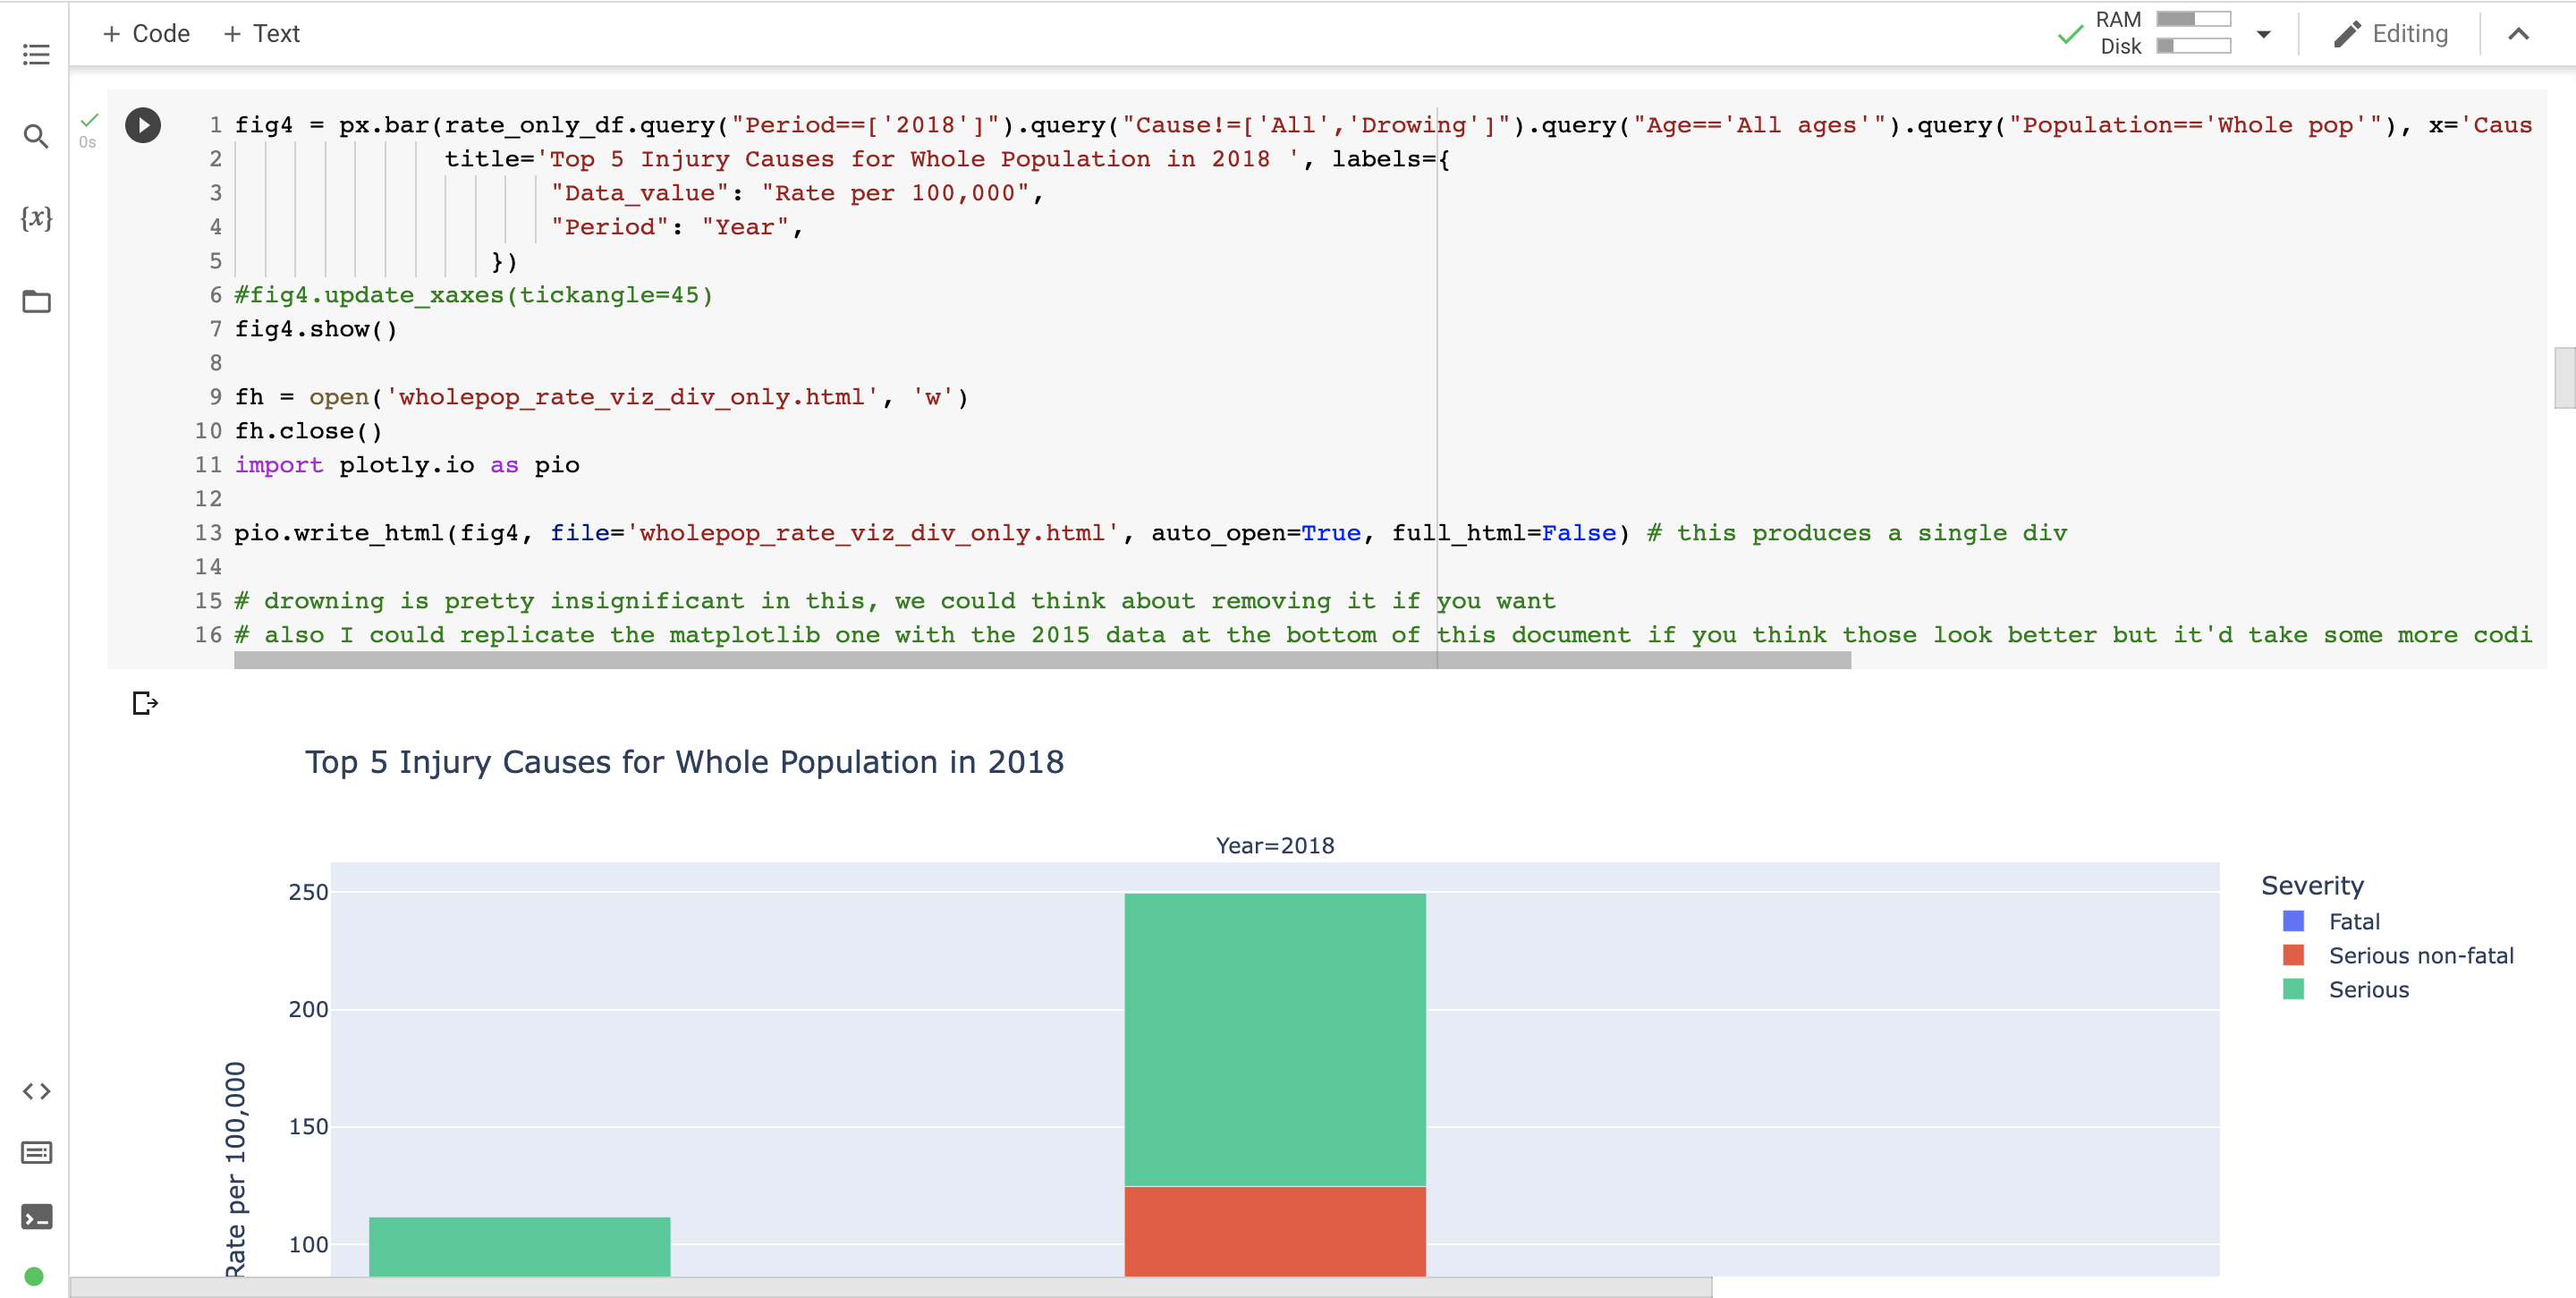 + Code + Text
RAM
Disk
Editing
{x}
0s
1 fig4 = px.bar(rate_only_df.query("Period==['2018']").query("Cause!=['All','Drowing']").query("Age=='All ages'").query("Population=='Whole pop'"), x='Caus
2 title='Top 5 Injury Causes for Whole Population in 2018 ', labels={
3 "Data_value": "Rate per 100,000",
4 "Period": "Year",
5 })
6 #fig4.update_xaxes(tickangle=45)
7 fig4.show()
8
9 fh = open('wholepop_rate_viz_div_only.html', 'w')
10 fh.close()
11 import plotly.io as pio
12
13 pio.write_html(fig4, file='wholepop_rate_viz_div_only.html', auto_open=True, full_html=False) # this produces a single div
14
15 # drowning is pretty insignificant in this, we could think about removing it if you want
16 # also I could replicate the matplotlib one with the 2015 data at the bottom of this document if you think those look better but it'd take some more codi
Top 5 Injury Causes for Whole Population in 2018
Year=2018
250
200
150
100
Rate per 100,000
Severity
Fatal
Serious non-fatal
Serious